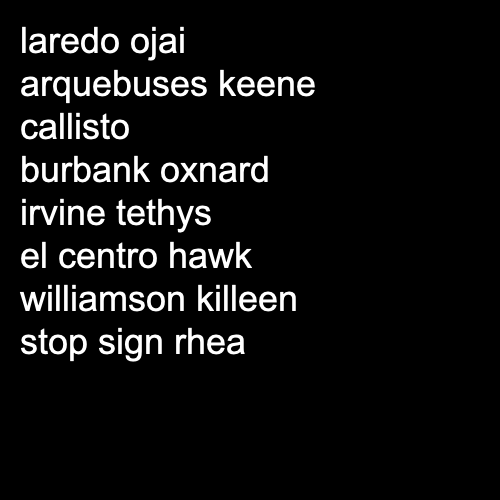 laredo ojai
arquebuses keene
callisto
burbank oxnard
irvine tethys
el centro hawk
williamson killeen
stop sign rhea